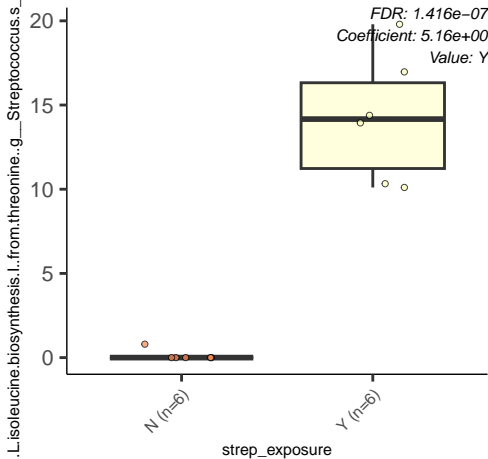 .L.isoleucine.biosynthesis.I..from.threonine..g__Streptococcus.s_
FDR: 1.416e−07
Coefficient: 5.16e+00
Value: Y
20
15
10
5
0
N (n=6)
Y (n=6)
strep_exposure